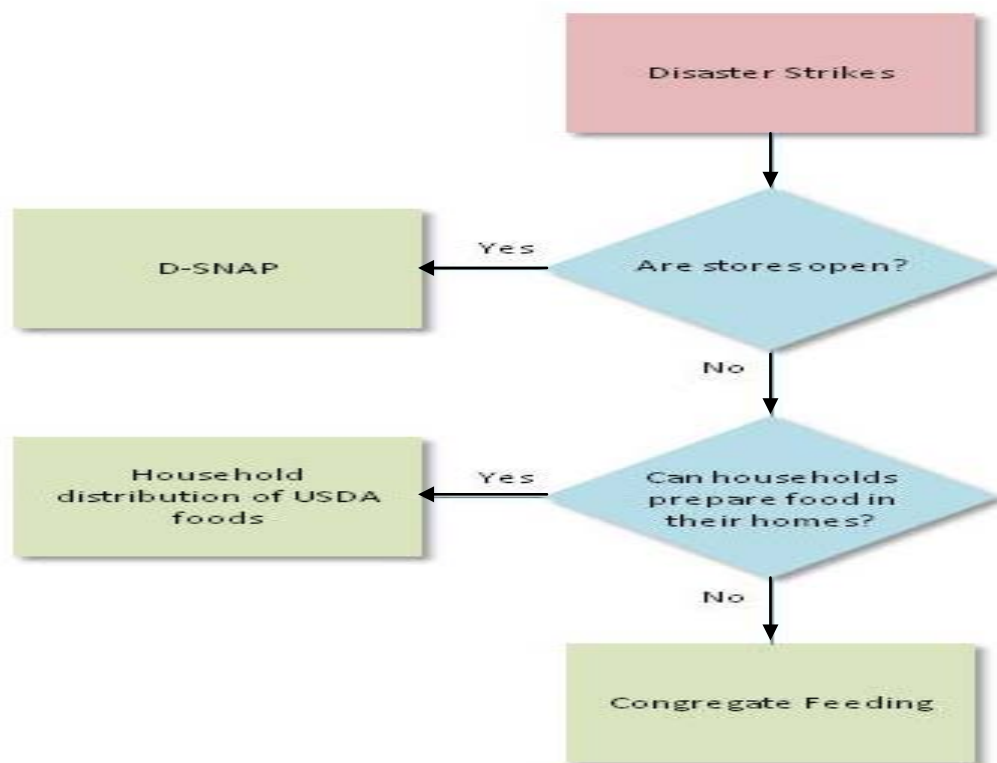 Disaster Strikes
Yes
D-SNAP
Are stores open?
No
Household
distribution of USDA
foods
Yes
Can households
prepare food in
their homes?
No
Congregate Feeding